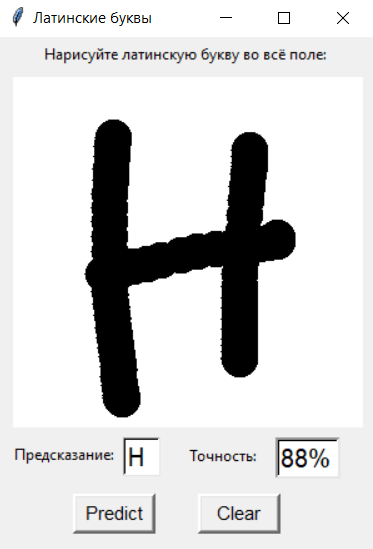 Латинские буквы
Нарисуйте латинскую букву во всё поле:
H
Предсказание: H Точность: 88%
Predict Clear